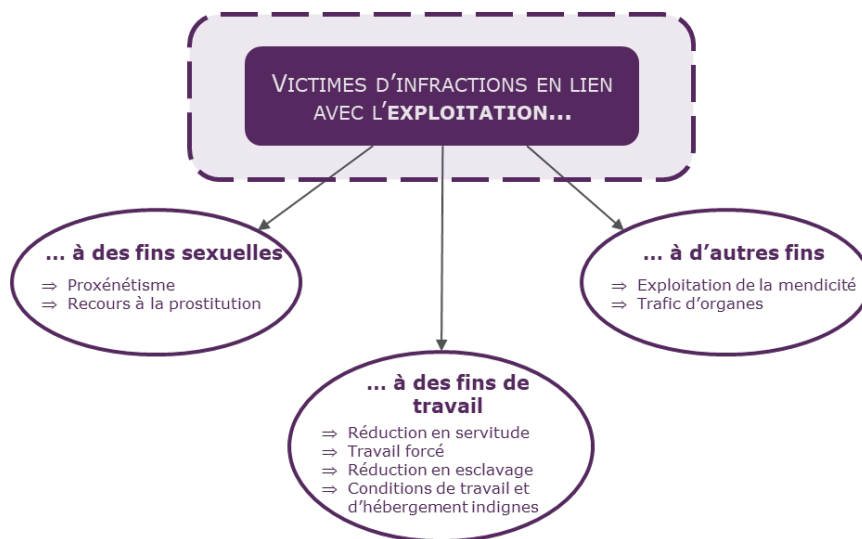 VICTIMES D'INFRACTIONS EN LIEN
AVEC L'EXPLOITATION...
... à des fins sexuelles
⇒ Proxénétisme
⇒ Recours à la prostitution
... à d'autres fins
⇒ Exploitation de la mendicité
⇒ Trafic d'organes
... à des fins de
travail
⇒ Réduction en servitude
⇒ Travail forcé
⇒ Réduction en esclavage
⇒ Conditions de travail et
d'hébergement indignes